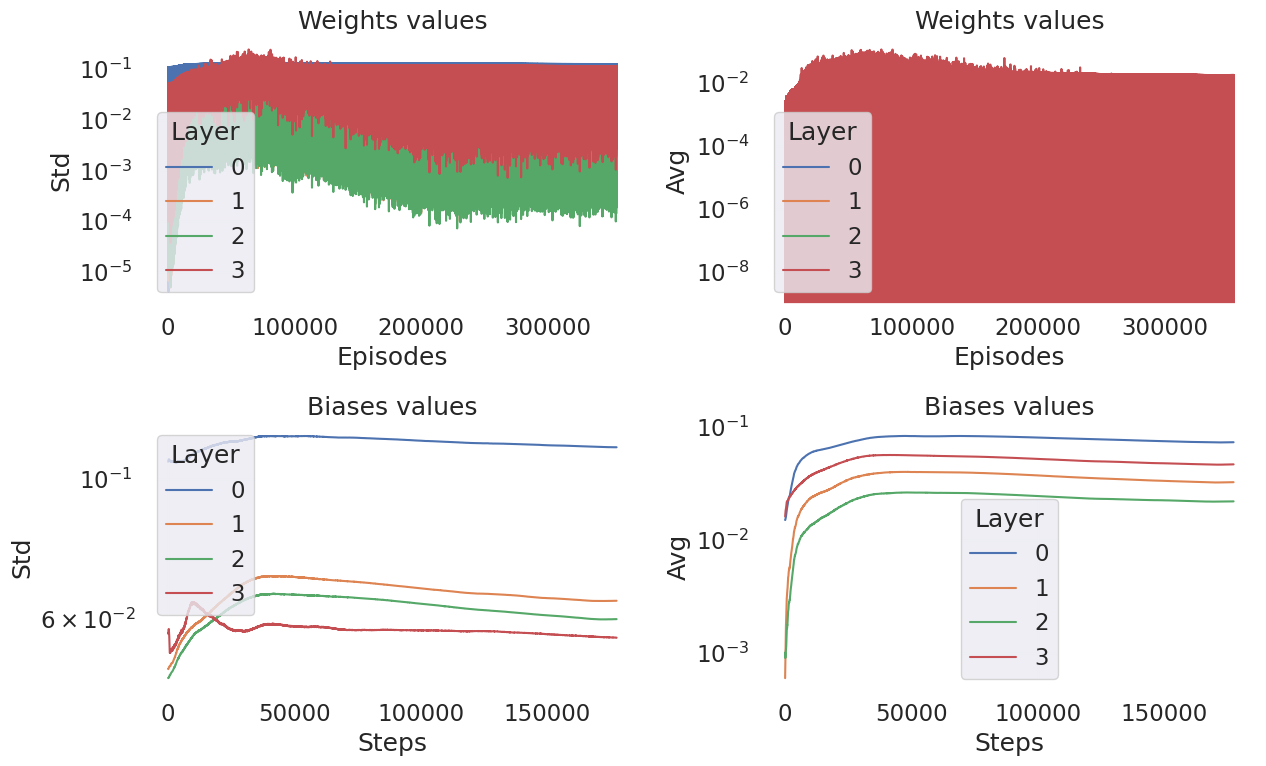 Weights values
Std
10⁻¹
10⁻²
10⁻³
10⁻⁴
10⁻⁵
Layer
0
1
2
3
0 100000 200000 300000
Episodes
Weights values
Avg
10⁻²
10⁻⁴
10⁻⁶
10⁻⁸
Layer
0
1
2
3
0 100000 200000 300000
Episodes
Biases values
Std
10⁻¹
6 × 10⁻²
Layer
0
1
2
3
0 50000 100000 150000
Steps
Biases values
Avg
10⁻¹
10⁻²
10⁻³
Layer
0
1
2
3
0 50000 100000 150000
Steps